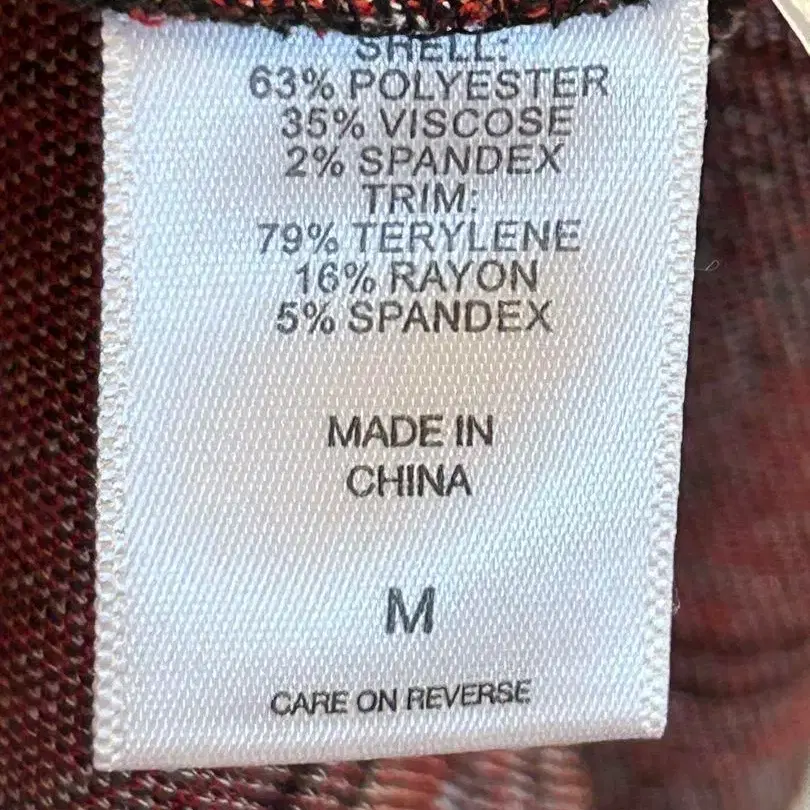 SHELL:
63% POLYESTER
35% VISCOSE
2% SPANDEX
TRIM:
79% TERYLENE
16% RAYON
5% SPANDEX
MADE IN
CHINA
M
CARE ON REVERSE